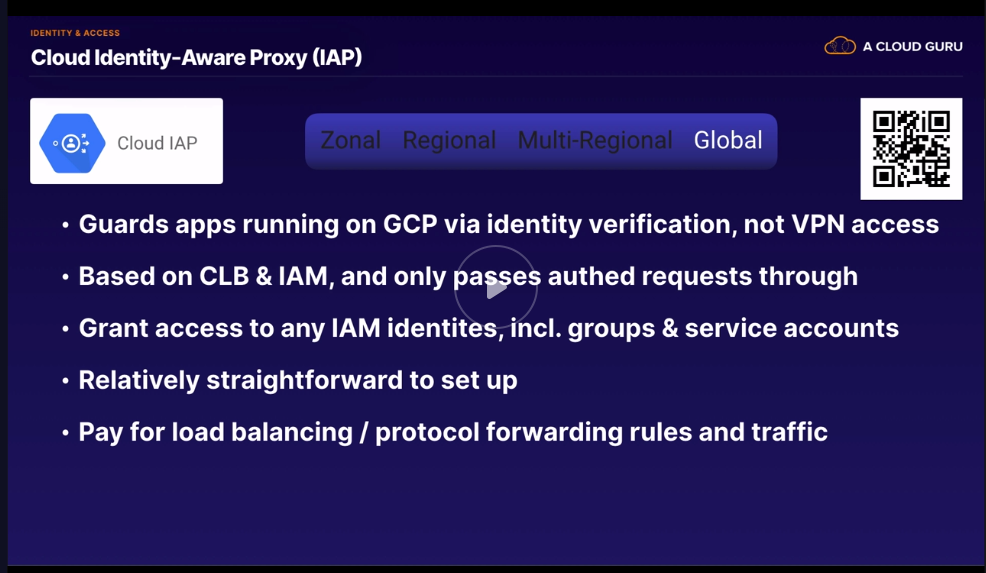 IDENTITY & ACCESS
Cloud Identity-Aware Proxy (IAP)
A CLOUD GURU
Cloud IAP
Zonal Regional Multi-Regional Global
• Guards apps running on GCP via identity verification, not VPN access
• Based on CLB & IAM, and only passes authed requests through
• Grant access to any IAM identites, incl. groups & service accounts
• Relatively straightforward to set up
• Pay for load balancing / protocol forwarding rules and traffic